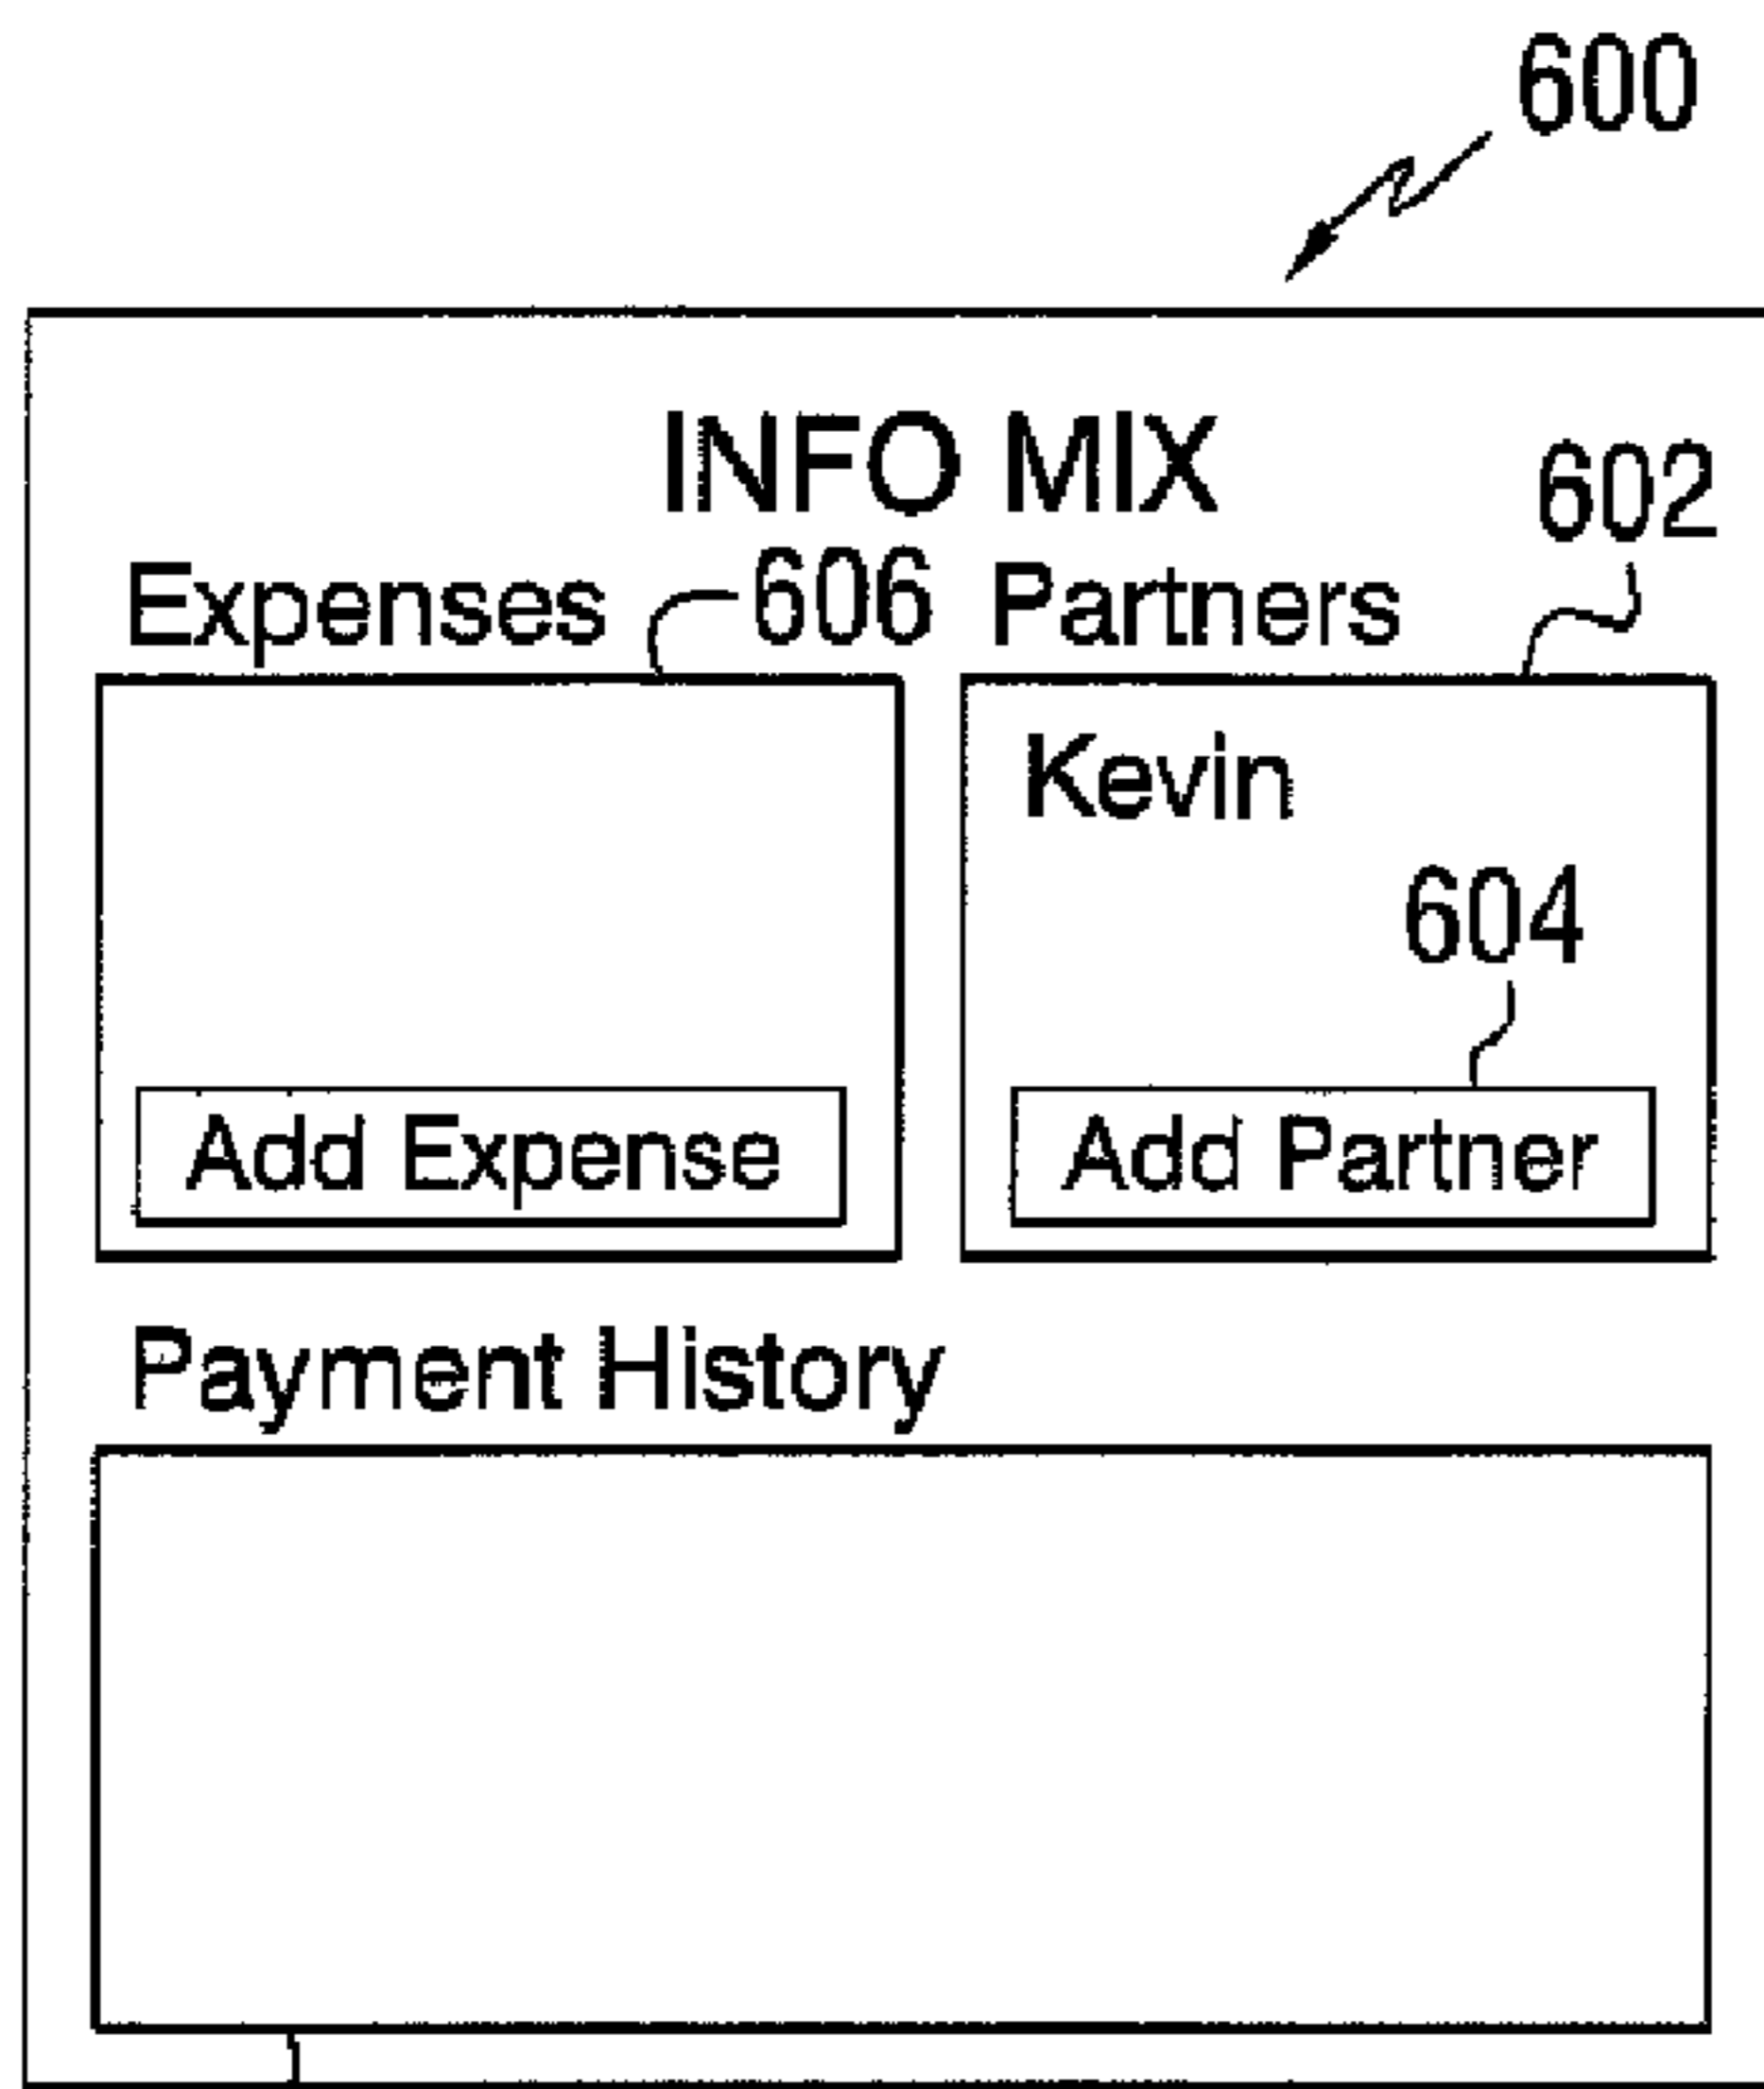 600
INFO MIX
602
Expenses 606 Partners
Kevin
604
Add Expense Add Partner
Payment History